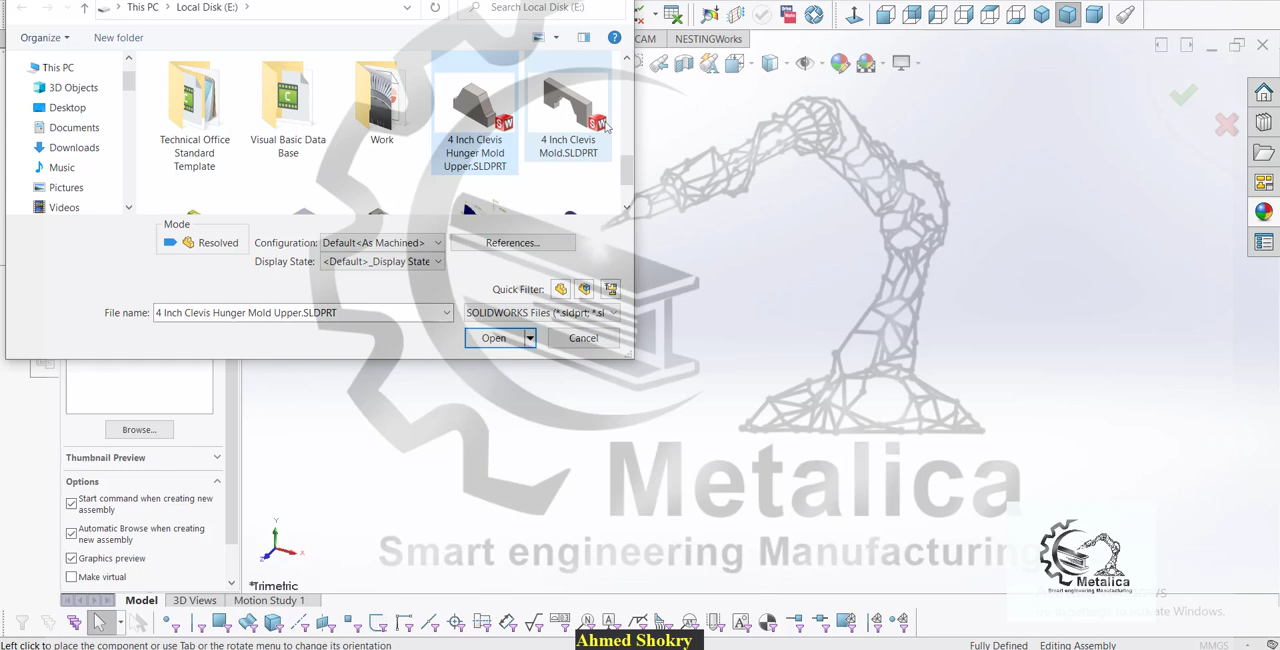 This PC > Local Disk (E:) >
Search Local Disk (E:)
Organize
New folder
CAM
NESTINGWorks
This PC
3D Objects
Desktop
Documents
Downloads
Music
Pictures
Videos
Technical Office Standard Template
Visual Basic Data Base
Work
4 Inch Clevis Hunger Mold Upper.SLDPRT
4 Inch Clevis Mold.SLDPRT
Mode
Resolved
Configuration:
Default<As Machined>
References...
Display State:
<Default>_Display State
Quick Filter:
File name:
4 Inch Clevis Hunger Mold Upper.SLDPRT
SOLIDWORKS Files (*.sldprt; *.sl
Open
Cancel
Browse...
Thumbnail Preview
Options
Start command when creating new assembly
Automatic Browse when creating new assembly
Graphics preview
Make virtual
Y
X
Z
*Trimetric
Metalica
Smart engineering Manufacturing
Metalica
Smart engineering Manufacturing
Model
3D Views
Motion Study 1
Ahmed Shokry
Left click to place the component or use Tab or the rotate menu to change its orientation
Fully Defined
Editing Assembly
MMGS